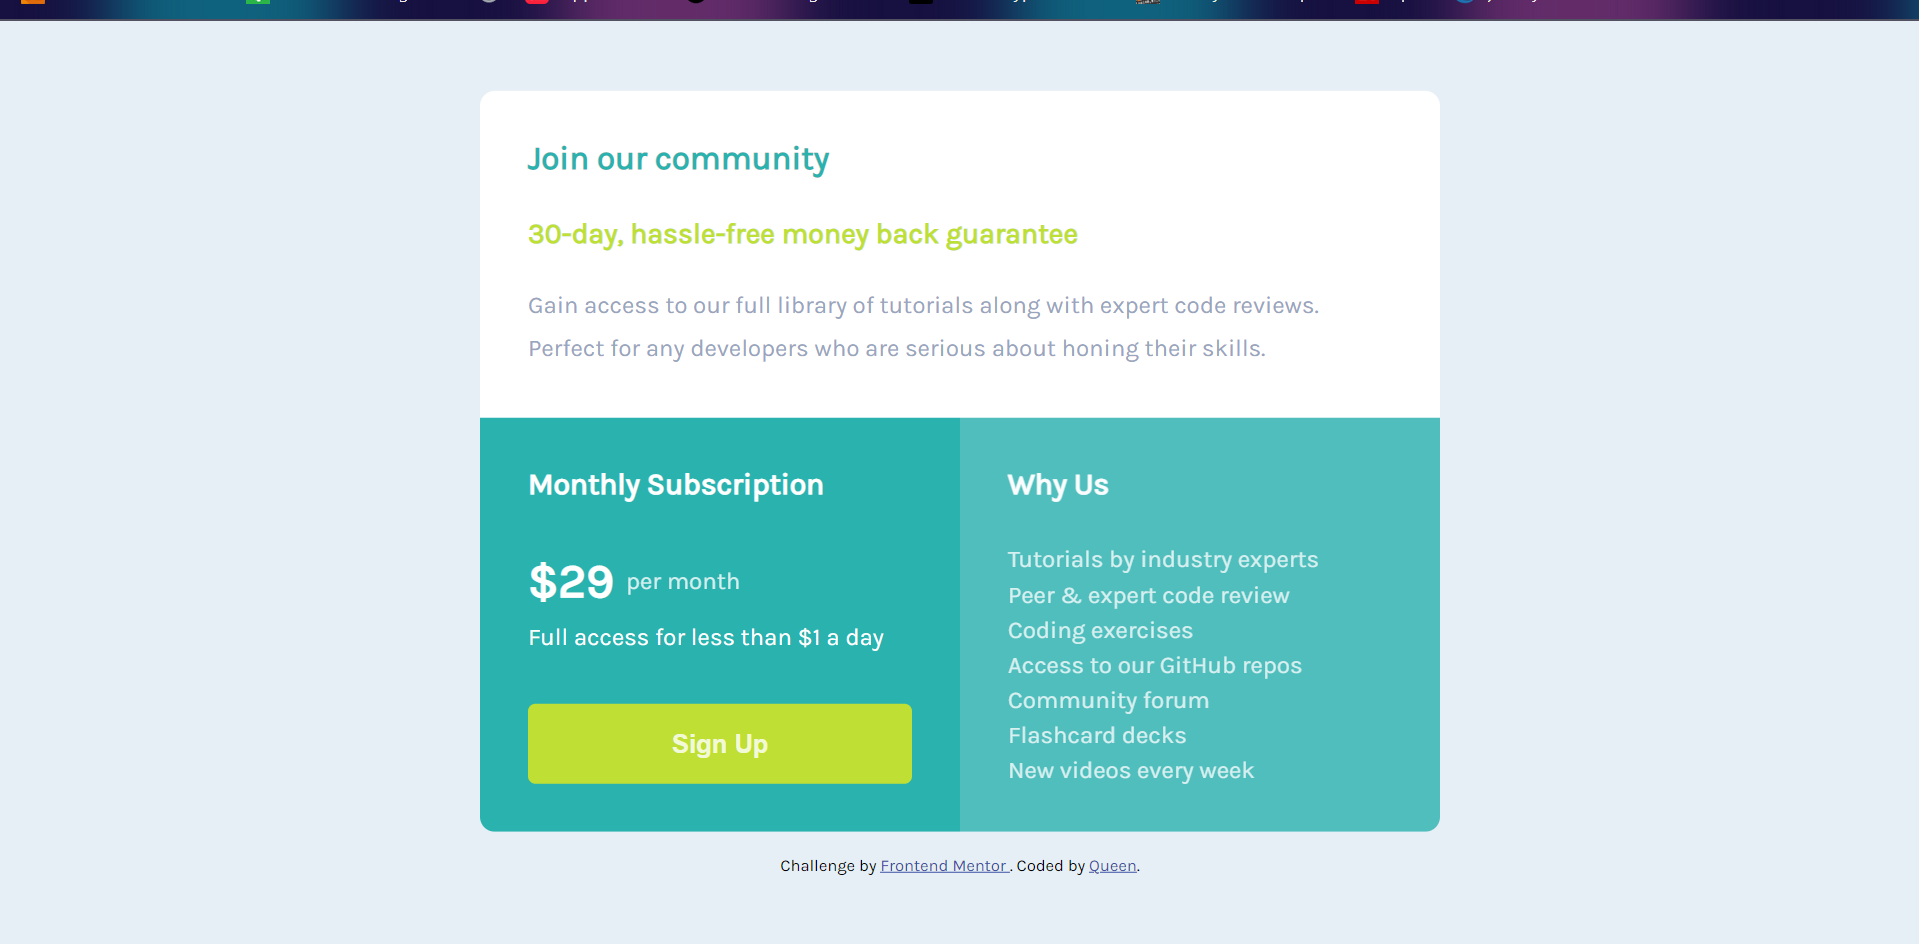 Join our community
30-day, hassle-free money back guarantee
Gain access to our full library of tutorials along with expert code reviews.
Perfect for any developers who are serious about honing their skills.
Monthly Subscription
$29 per month
Full access for less than $1 a day
Sign Up
Why Us
Tutorials by industry experts
Peer & expert code review
Coding exercises
Access to our GitHub repos
Community forum
Flashcard decks
New videos every week
Challenge by Frontend Mentor . Coded by Queen.